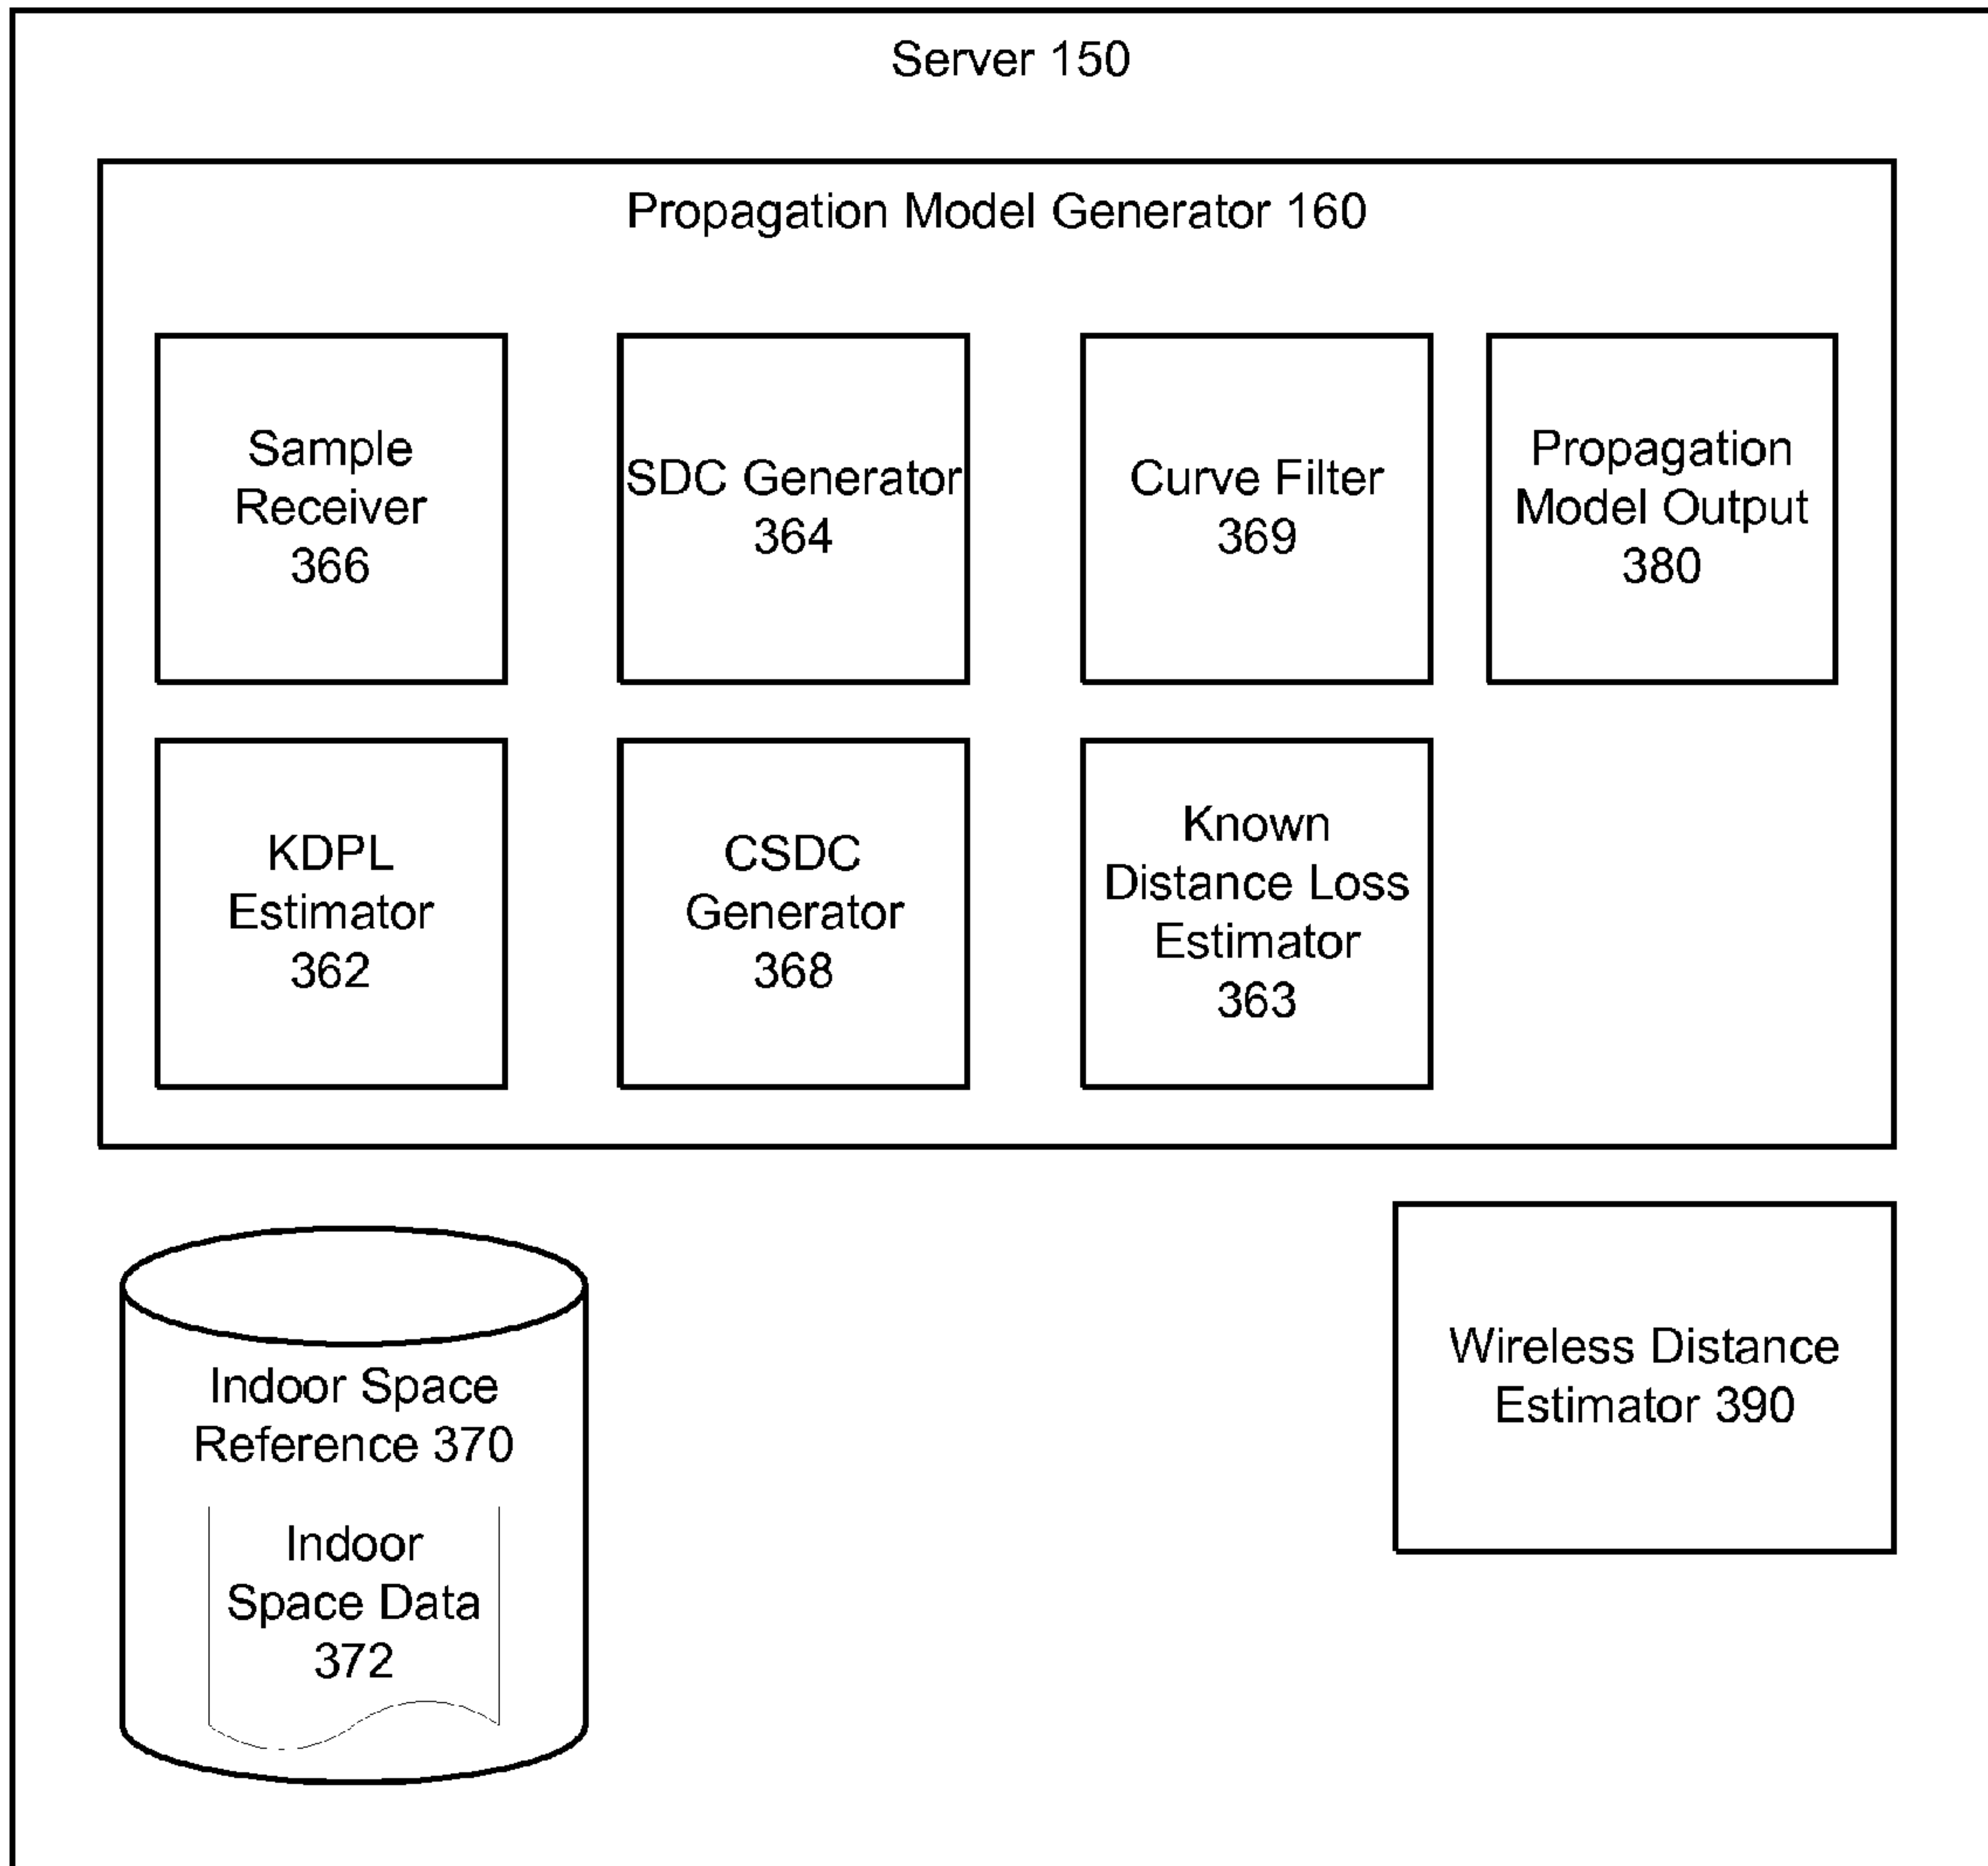 Server 150
Propagation Model Generator 160
Sample
Receiver
366
SDC Generator
364
Curve Filter
369
Propagation
Model Output
380
KDPL
Estimator
362
CSDC
Generator
368
Known
Distance Loss
Estimator
363
Indoor Space
Reference 370
Indoor
Space Data
372
Wireless Distance
Estimator 390